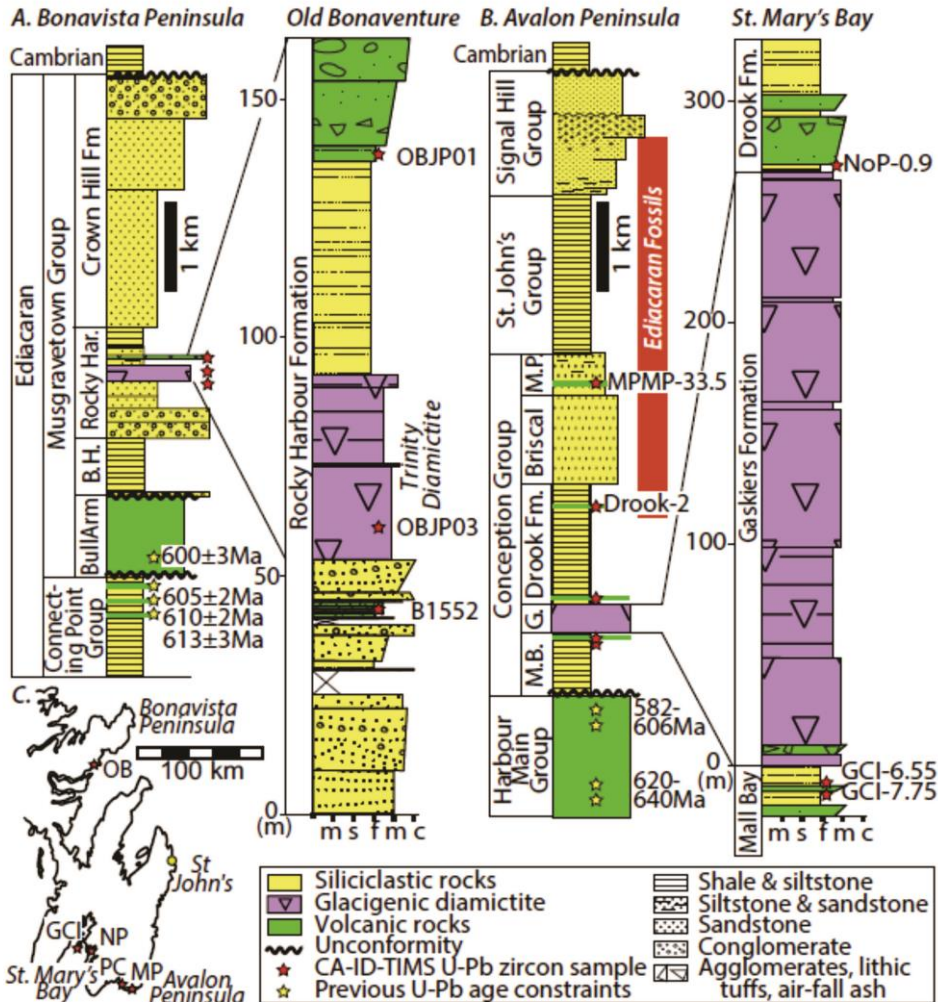 A. Bonavista Peninsula
Old Bonaventure
B. Avalon Peninsula
St. Mary's Bay
Cambrian
Ediacaran
Musgravetown Group
Crown Hill Fm
Rocky Har.
B.H.
BullArm
Connect-
ing Point
Group
1 km
600±3Ma
605±2Ma
610±2Ma
613±3Ma
150
100
50
0
(m)
Rocky Harbour Formation
OBJP01
Trinity
Diamictite
OBJP03
B1552
m s f m c
Cambrian
Signal Hill
Group
St. John's
Group
Conception Group
M.P.
Briscal
Drook Fm.
G.
M.B.
Harbour
Main
Group
1 km
Ediacaran Fossils
MPMP-33.5
Drook-2
582-
606Ma
620-
640Ma
300
200
100
0
(m)
Drook Fm.
Gaskiers Formation
Mall Bay
NoP-0.9
GCI-6.55
GCI-7.75
m s f m c
C.
Bonavista
Peninsula
100 km
OB
St
John's
GCI
NP
PC
MP
St. Mary's
Bay
Avalon
Peninsula
Siliciclastic rocks
Glacigenic diamictite
Volcanic rocks
Unconformity
CA-ID-TIMS U-Pb zircon sample
Previous U-Pb age constraints
Shale & siltstone
Siltstone & sandstone
Sandstone
Conglomerate
Agglomerates, lithic
tuffs, air-fall ash